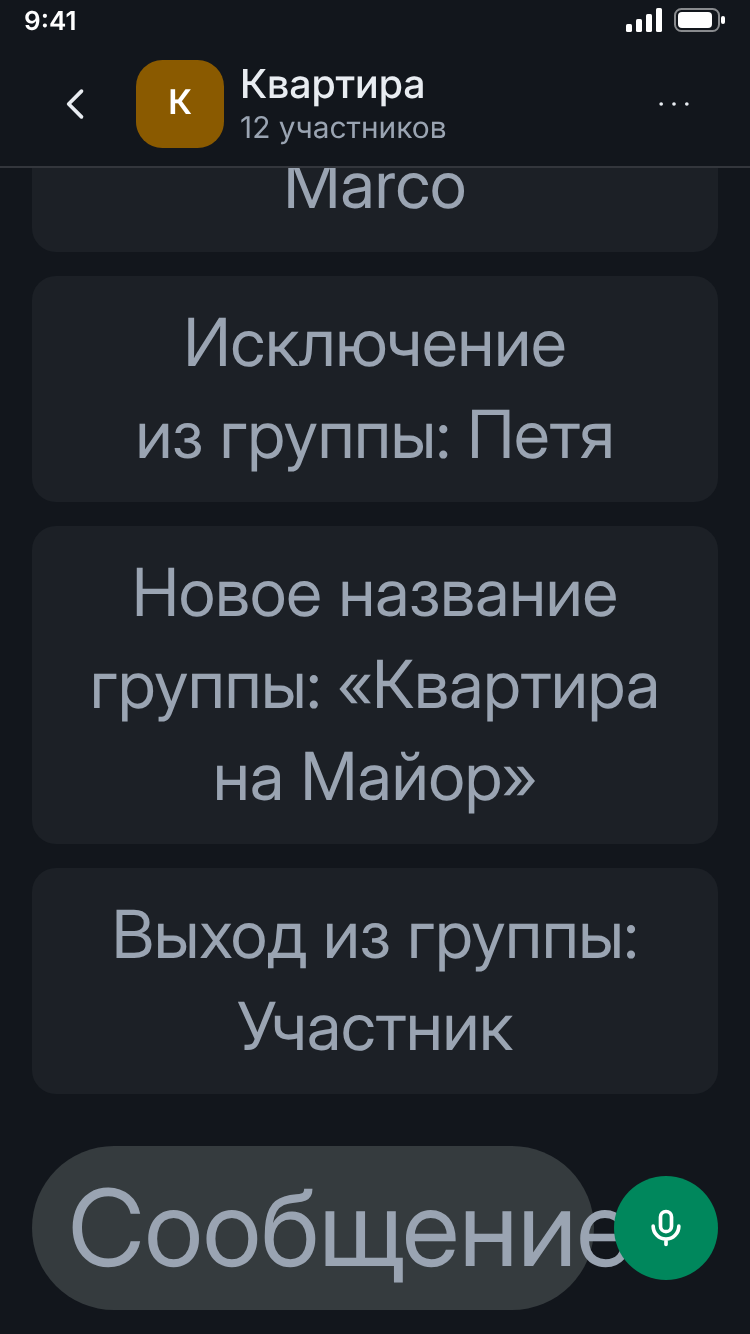 9:41
К
Квартира
12 участников
Marco
Исключение
из группы: Петя
Новое название
группы: «Квартира
на Майор»
Выход из группы:
Участник
Сообщение